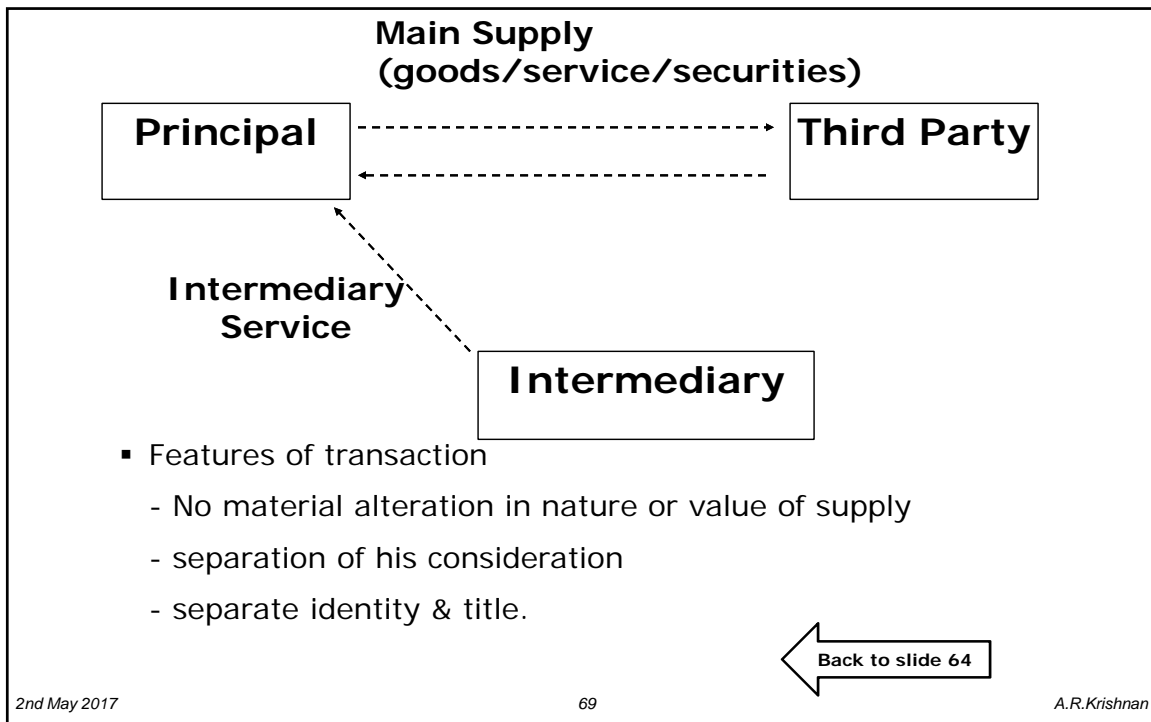 Main Supply
(goods/service/securities)
Principal
Third Party
Intermediary
Service
Intermediary
▪ Features of transaction
- No material alteration in nature or value of supply
- separation of his consideration
- separate identity & title.
Back to slide 64
2nd May 2017 69 A.R.Krishnan